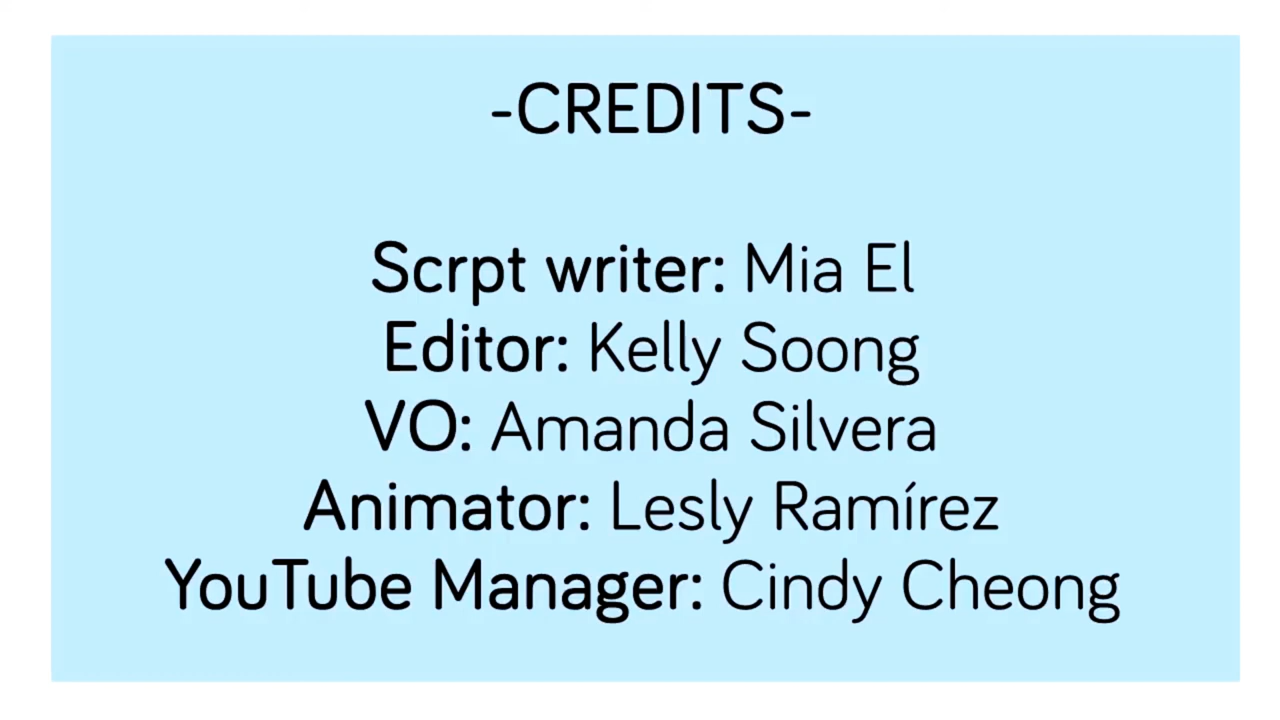 -CREDITS-
Scrpt writer: Mia El
Editor: Kelly Soong
VO: Amanda Silvera
Animator: Lesly Ramírez
YouTube Manager: Cindy Cheong